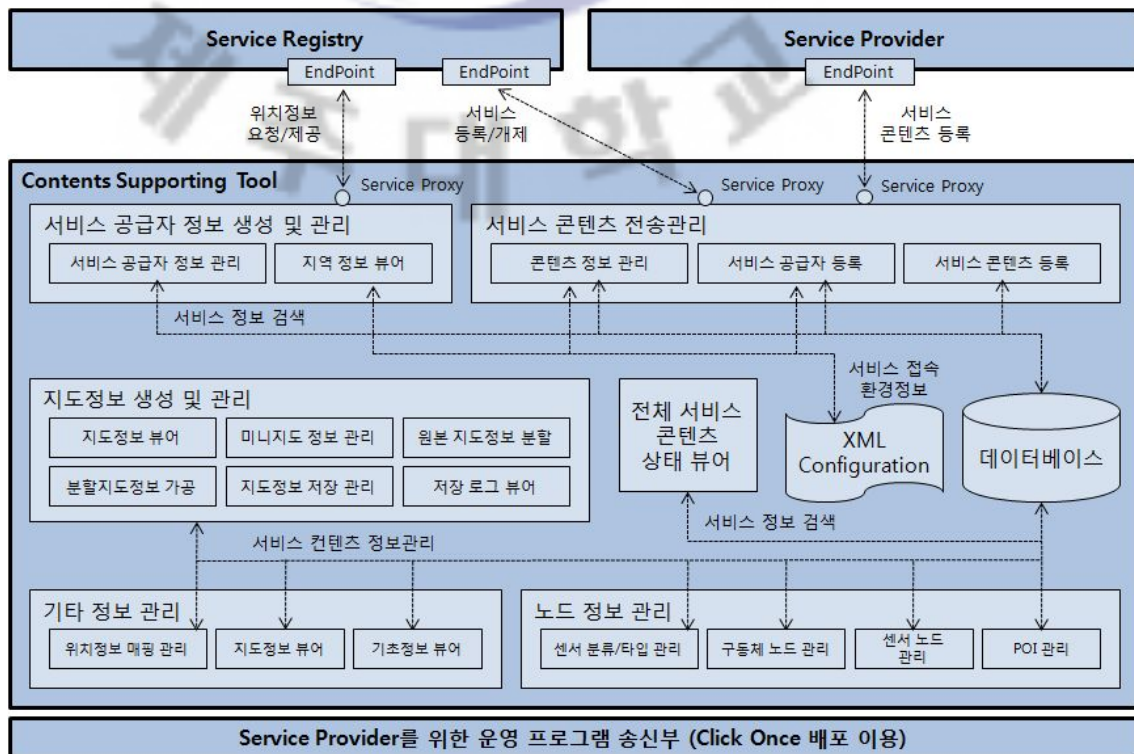 Service Registry
Service Provider
EndPoint
EndPoint
EndPoint
위치정보
요청/제공
서비스
등록/개제
서비스
콘텐츠 등록
제주대학교
Contents Supporting Tool
Service Proxy
Service Proxy
Service Proxy
서비스 공급자 정보 생성 및 관리
서비스 공급자 정보 관리
지역 정보 뷰어
서비스 콘텐츠 전송관리
콘텐츠 정보 관리
서비스 공급자 등록
서비스 콘텐츠 등록
서비스 정보 검색
서비스 접속
환경정보
지도정보 생성 및 관리
지도정보 뷰어
미니지도 정보 관리
원본 지도정보 분할
분할지도정보 가공
지도정보 저장 관리
저장 로그 뷰어
전체 서비스
콘텐츠
상태 뷰어
XML
Configuration
데이터베이스
서비스 정보 검색
서비스 컨텐츠 정보관리
기타 정보 관리
위치정보 매핑 관리
지도정보 뷰어
기초정보 뷰어
노드 정보 관리
센서 분류/타입 관리
구동체 노드 관리
센서 노드
관리
POI 관리
Service Provider를 위한 운영 프로그램 송신부 (Click Once 배포 이용)